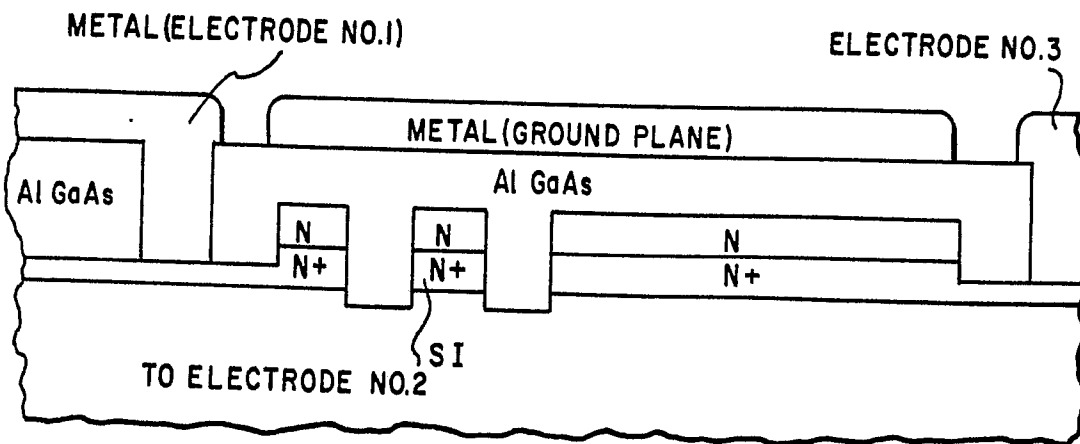 METAL(ELECTRODE NO.1)
ELECTRODE NO.3
METAL(GROUND PLANE)
Al GaAs
Al GaAs
N
N
N
N+
N+
N+
SI
TO ELECTRODE NO.2